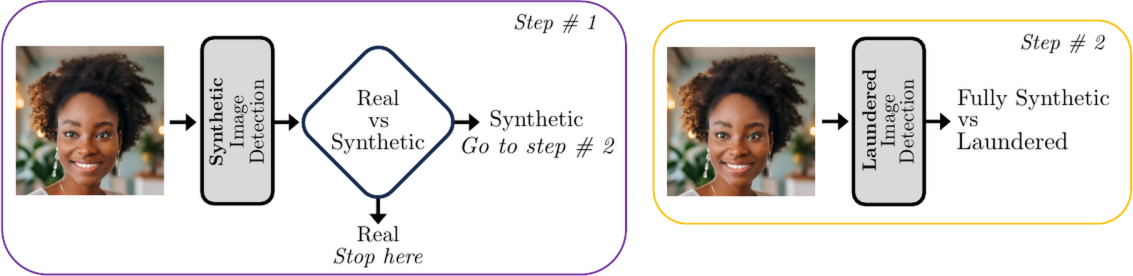 Step # 1
Synthetic
Image
Detection
Real
vs
Synthetic
Synthetic
Go to step # 2
Real
Stop here
Step # 2
Laundered
Image
Detection
Fully Synthetic
vs
Laundered